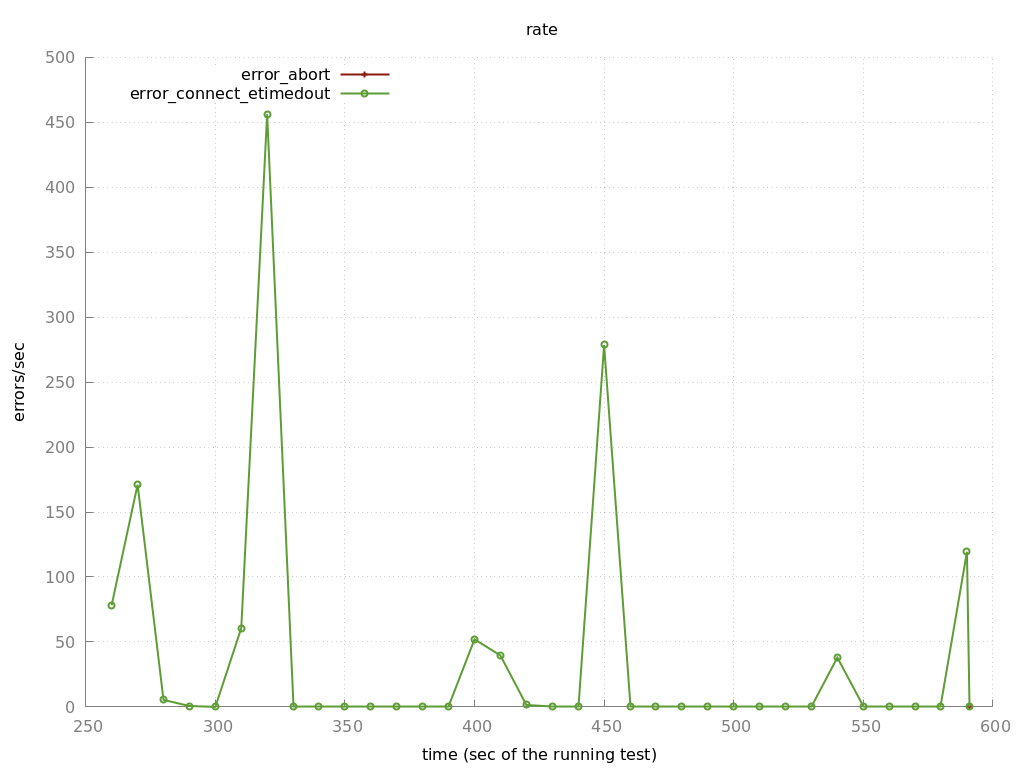 rate
500
error_abort
error_connect_etimedout
450
400
350
300
250
200
150
100
50
0
errors/sec
250 300 350 400 450 500 550 600
time (sec of the running test)